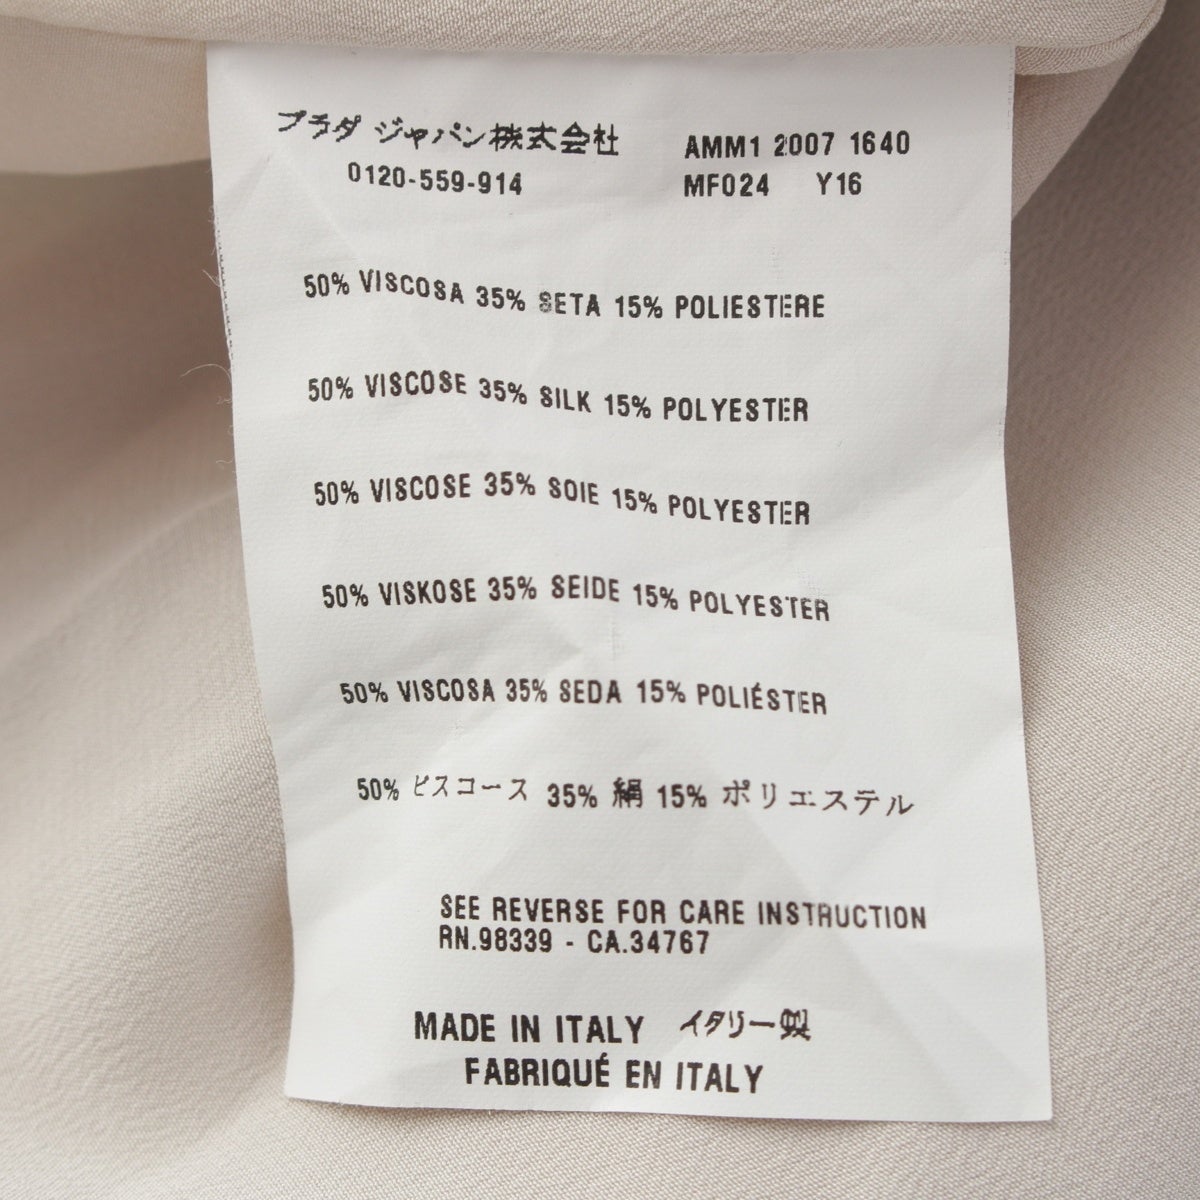 プラダ ジャパン株式会社
0120-559-914
AMM1 2007 1640
MF024 Y16
50% VISCOSA 35% SETA 15% POLIESTERE
50% VISCOSE 35% SILK 15% POLYESTER
50% VISCOSE 35% SOIE 15% POLYESTER
50% VISKOSE 35% SEIDE 15% POLYESTER
50% VISCOSA 35% SEDA 15% POLIÉSTER
50% ビスコース 35% 絹 15% ポリエステル
SEE REVERSE FOR CARE INSTRUCTION
RN.98339 - CA.34767
MADE IN ITALY イタリー製
FABRIQUÉ EN ITALY